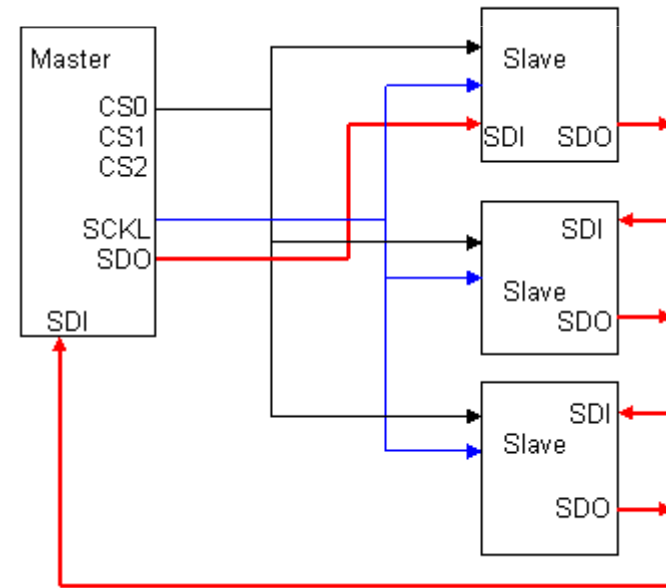 Master
CS0
CS1
CS2
SCKL
SDO
SDI
Slave
SDI SDO
SDI
Slave
SDO
SDI
Slave
SDO